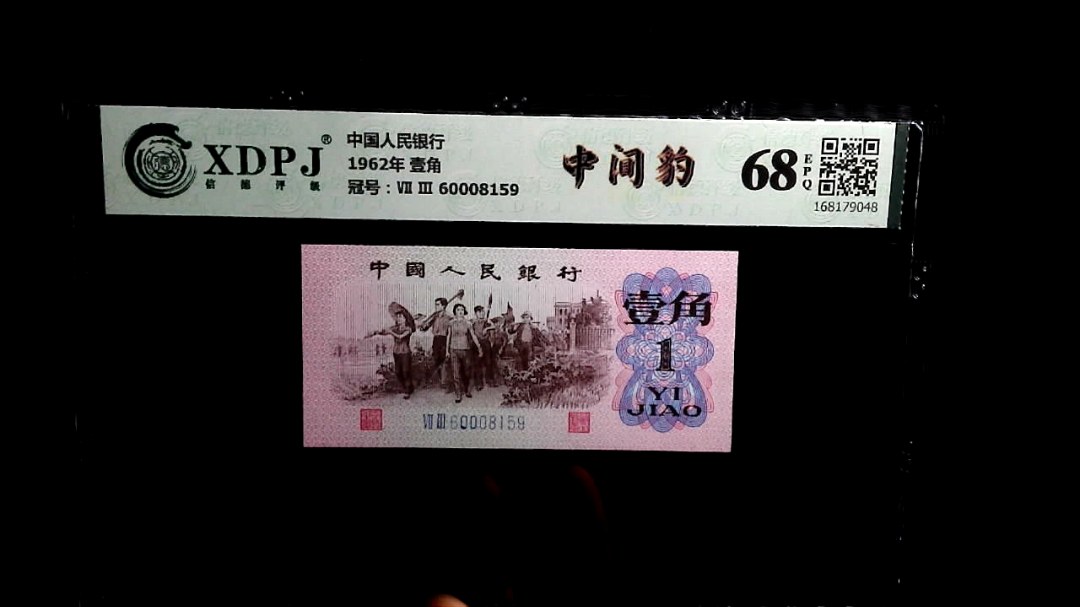 XDPJ®
信德评级
中国人民银行
1962年 壹角
冠号：Ⅶ Ⅲ 60008159
中间豹
68
EPQ
168179048
中國人民銀行
壹角
1
YI
JIAO
Ⅶ Ⅲ 60008159